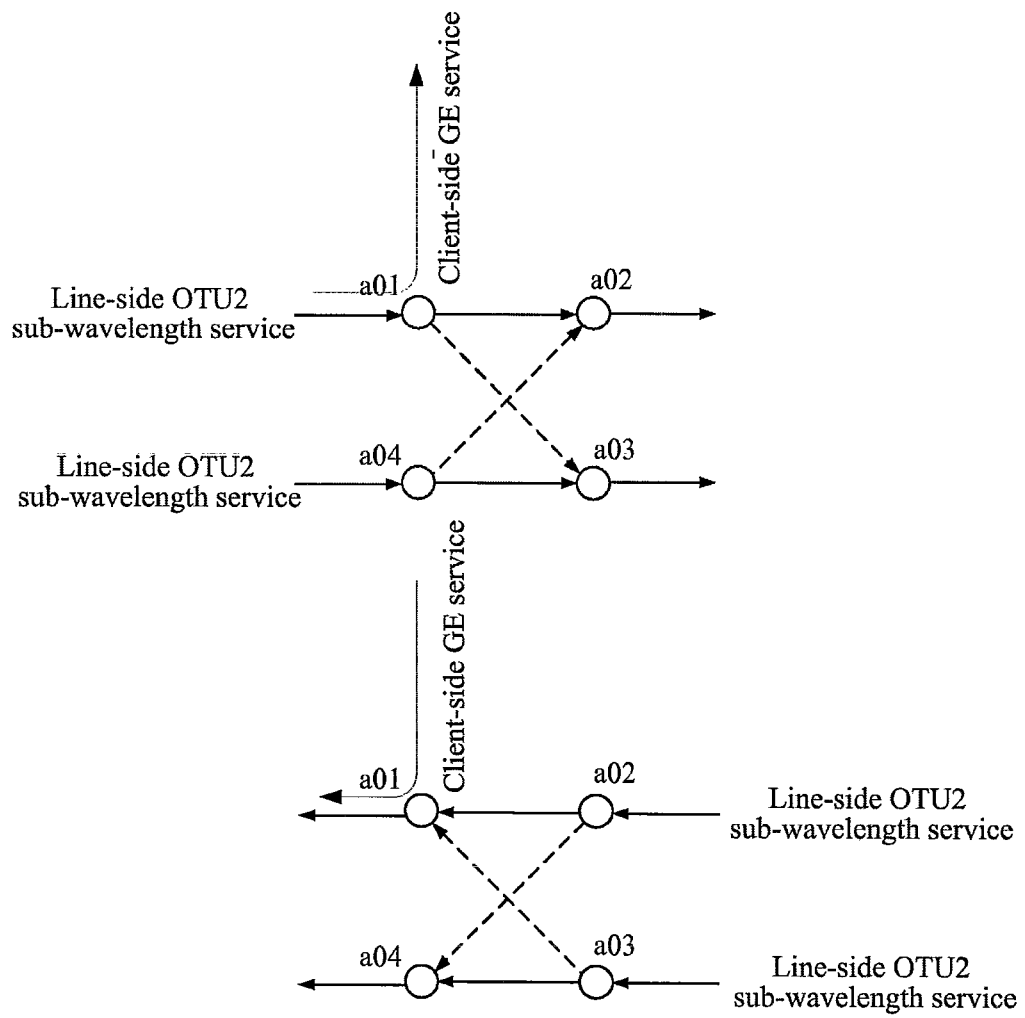 Client-side GE service
a01
a02
Line-side OTU2
sub-wavelength service
a04
a03
Line-side OTU2
sub-wavelength service
Client-side GE service
a01
a02
Line-side OTU2
sub-wavelength service
a04
a03
Line-side OTU2
sub-wavelength service